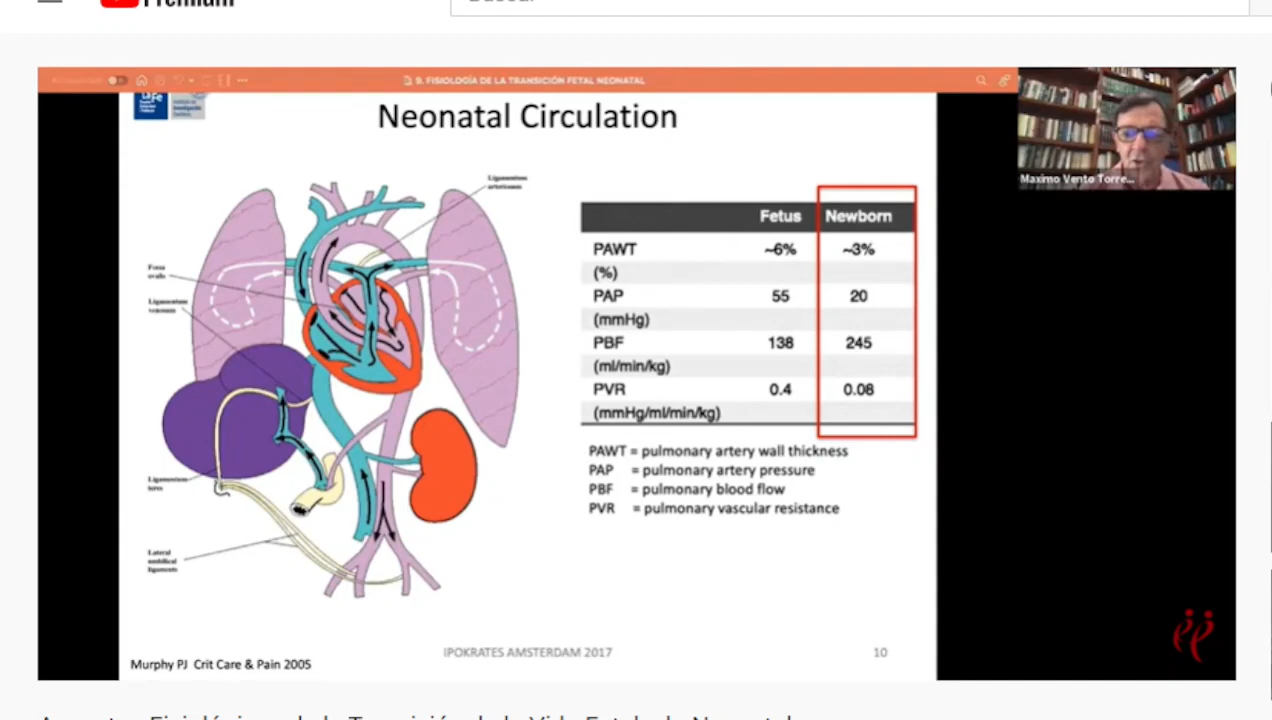 Premium
9. FISIOLOGÍA DE LA TRANSICIÓN FETAL NEONATAL
Maximo Vento Torre...
La Fe
Neonatal Circulation
Ligamentum
arteriosum
Fossa
ovalis
Ligamentum
venosum
Ligamentum
teres
Lateral
umbilical
ligaments
Fetus Newborn
PAWT ~6% ~3%
(%)
PAP 55 20
(mmHg)
PBF 138 245
(ml/min/kg)
PVR 0.4 0.08
(mmHg/ml/min/kg)
PAWT = pulmonary artery wall thickness
PAP = pulmonary artery pressure
PBF = pulmonary blood flow
PVR = pulmonary vascular resistance
Murphy PJ Crit Care & Pain 2005
IPOKRATES AMSTERDAM 2017
10